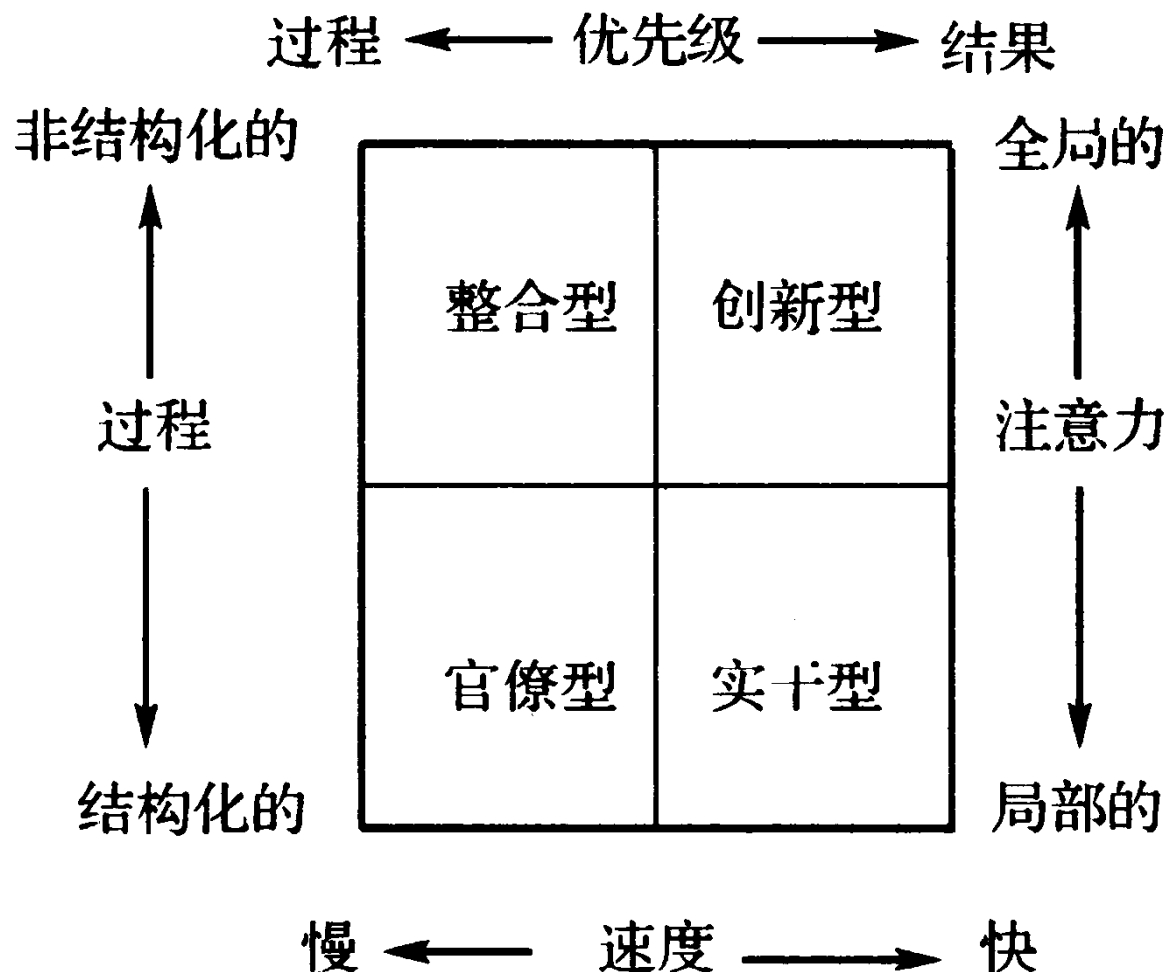 过程 优先级 结果
非结构化的 全局的
整合型 创新型
过程 注意力
官僚型 实干型
结构化的 局部的
慢 速度 快